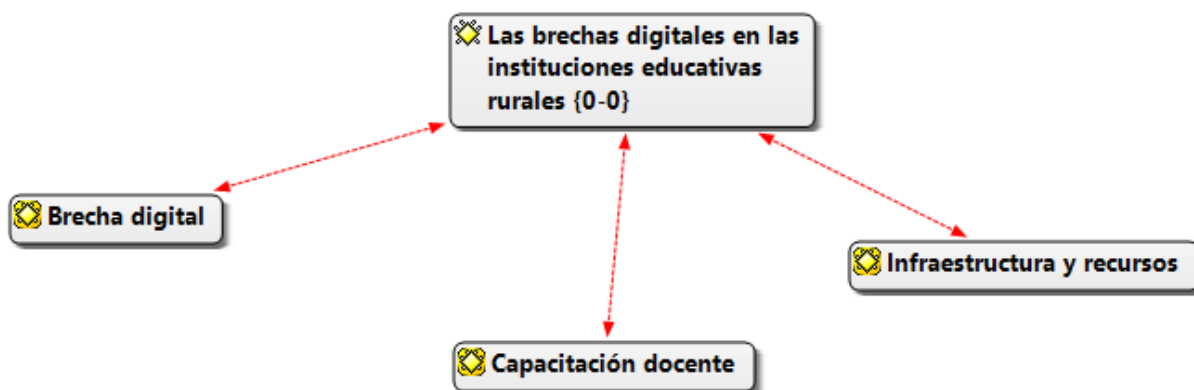 Las brechas digitales en las
instituciones educativas
rurales {0-0}
Brecha digital
Infraestructura y recursos
Capacitación docente